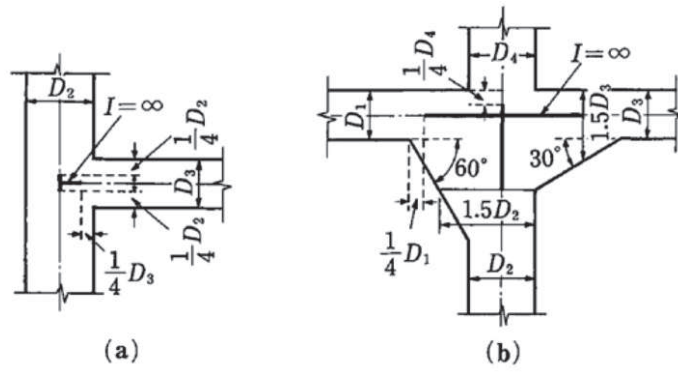 D₂
I=∞
1/4 D₂
D₃
1/4 D₂
1/4 D₃
(a)
1/4 D₄
D₄
I=∞
D₁
1.5D₃
D₃
60°
30°
1.5D₂
1/4 D₁
D₂
(b)